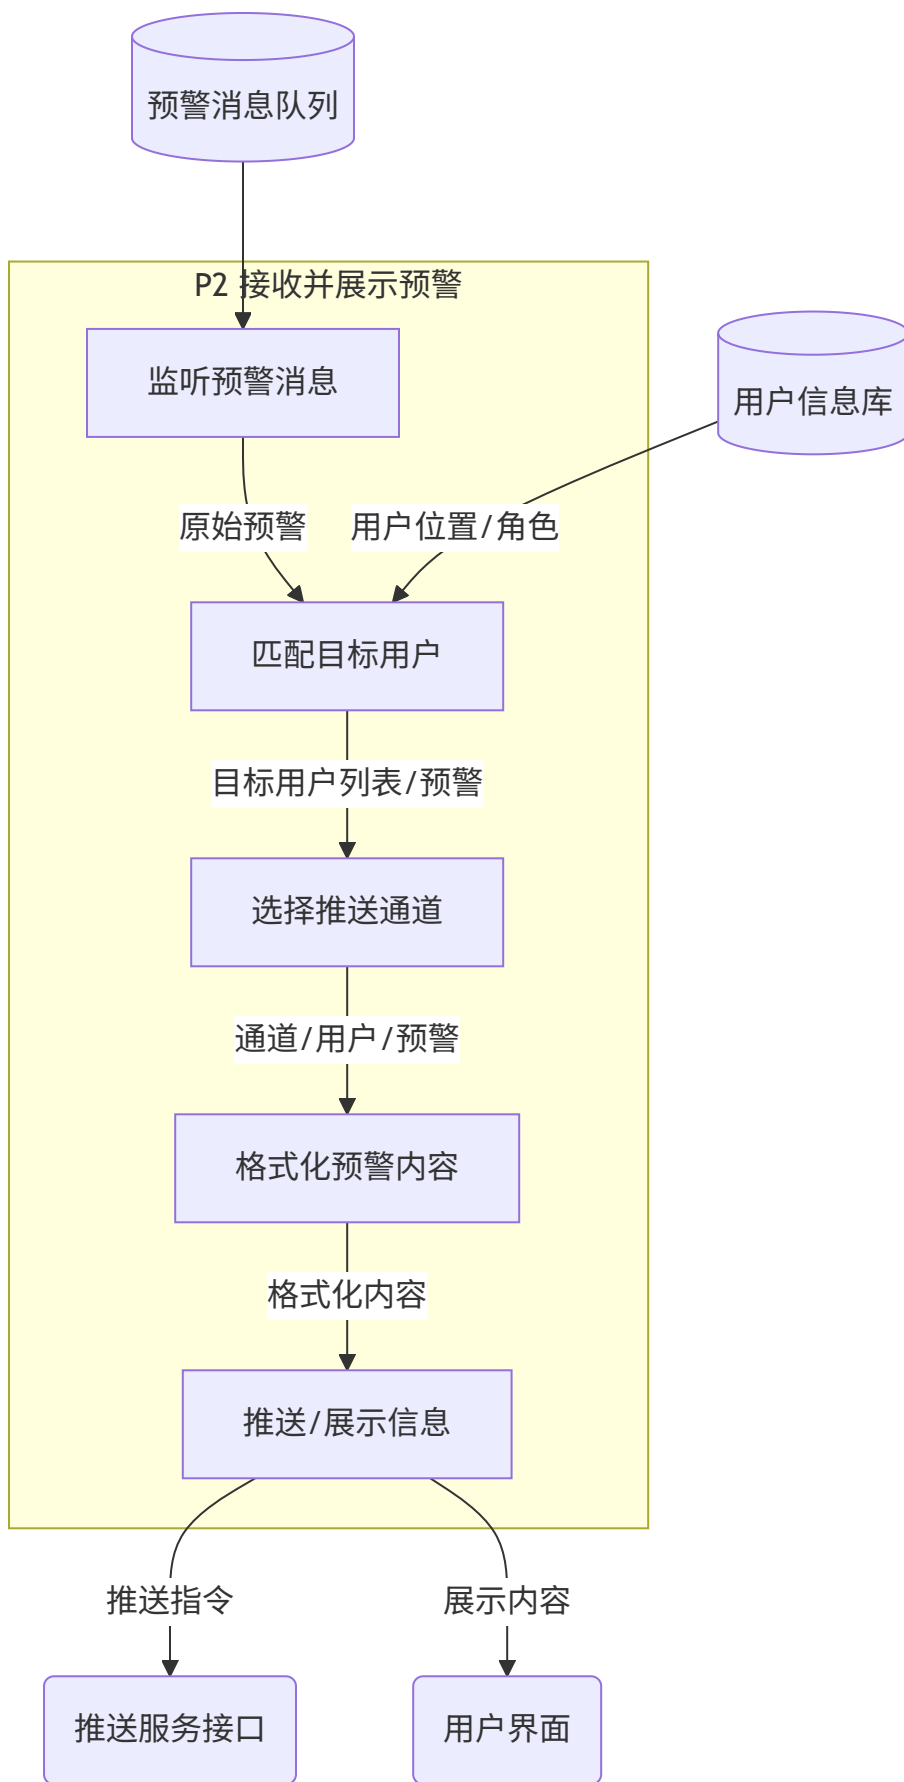 预警消息队列
P2 接收并展示预警
监听预警消息
用户信息库
原始预警
用户位置/角色
匹配目标用户
目标用户列表/预警
选择推送通道
通道/用户/预警
格式化预警内容
格式化内容
推送/展示信息
推送指令
展示内容
推送服务接口
用户界面